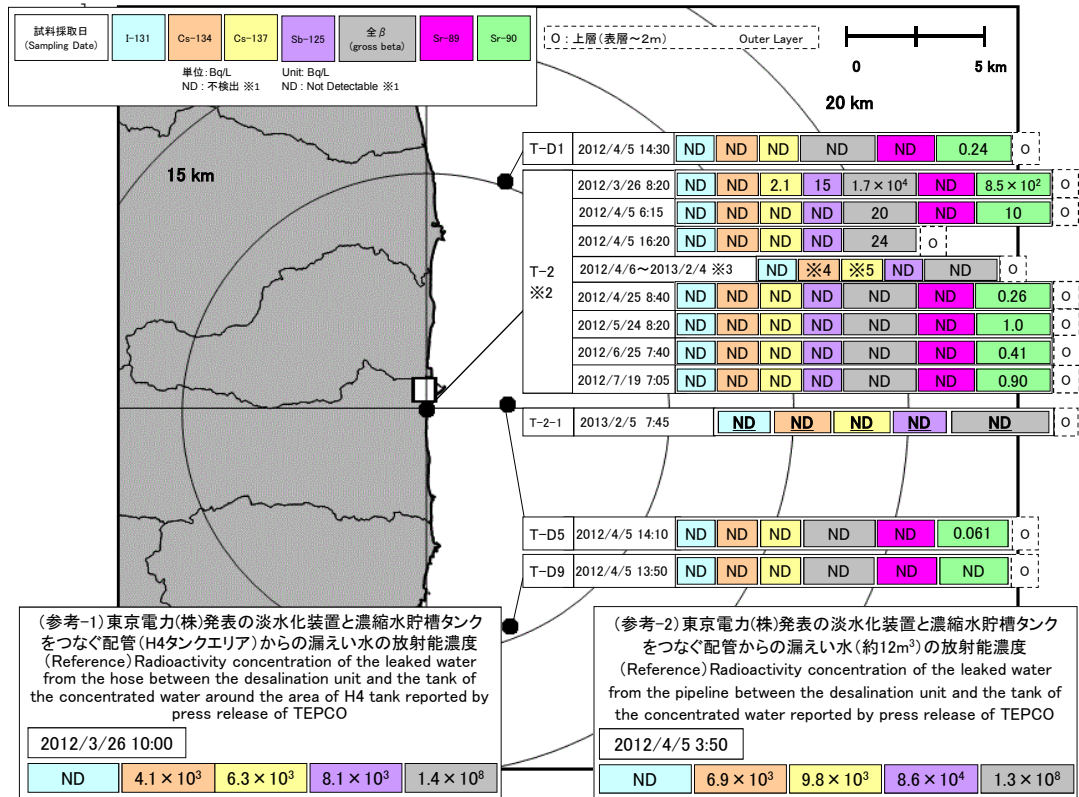 試料採取日 I-131 Cs-134 Cs-137 Sb-125 全β Sr-89 Sr-90
(Sampling Date) (gross beta)
単位:Bq/L Unit: Bq/L
ND : 不検出 ※1 ND : Not Detectable ※1
O : 上層(表層~2m) Outer Layer
0 5 km
20 km
15 km
T-D1 2012/4/5 14:30 ND ND ND ND ND 0.24 O
T-2
※2
2012/3/26 8:20 ND ND 2.1 15 1.7×10⁴ ND 8.5×10² O
2012/4/5 6:15 ND ND ND ND 20 ND 10 O
2012/4/5 16:20 ND ND ND ND 24 O
2012/4/6~2013/2/4 ※3 ND ※4 ※5 ND ND O
2012/4/25 8:40 ND ND ND ND ND ND 0.26 O
2012/5/24 8:20 ND ND ND ND ND ND 1.0 O
2012/6/25 7:40 ND ND ND ND ND ND 0.41 O
2012/7/19 7:05 ND ND ND ND ND ND 0.90 O
T-2-1 2013/2/5 7:45 ND ND ND ND ND O
T-D5 2012/4/5 14:10 ND ND ND ND ND 0.061 O
T-D9 2012/4/5 13:50 ND ND ND ND ND ND O
(参考-1)東京電力(株)発表の淡水化装置と濃縮水貯槽タンク
をつなぐ配管(H4タンクエリア)からの漏えい水の放射能濃度
(Reference) Radioactivity concentration of the leaked water
from the hose between the desalination unit and the tank of
the concentrated water around the area of H4 tank reported by
press release of TEPCO
2012/3/26 10:00
ND 4.1×10³ 6.3×10³ 8.1×10³ 1.4×10⁸
(参考-2)東京電力(株)発表の淡水化装置と濃縮水貯槽タンク
をつなぐ配管からの漏えい水(約12m³)の放射能濃度
(Reference) Radioactivity concentration of the leaked water
from the pipeline between the desalination unit and the tank of
the concentrated water reported by press release of TEPCO
2012/4/5 3:50
ND 6.9×10³ 9.8×10³ 8.6×10⁴ 1.3×10⁸